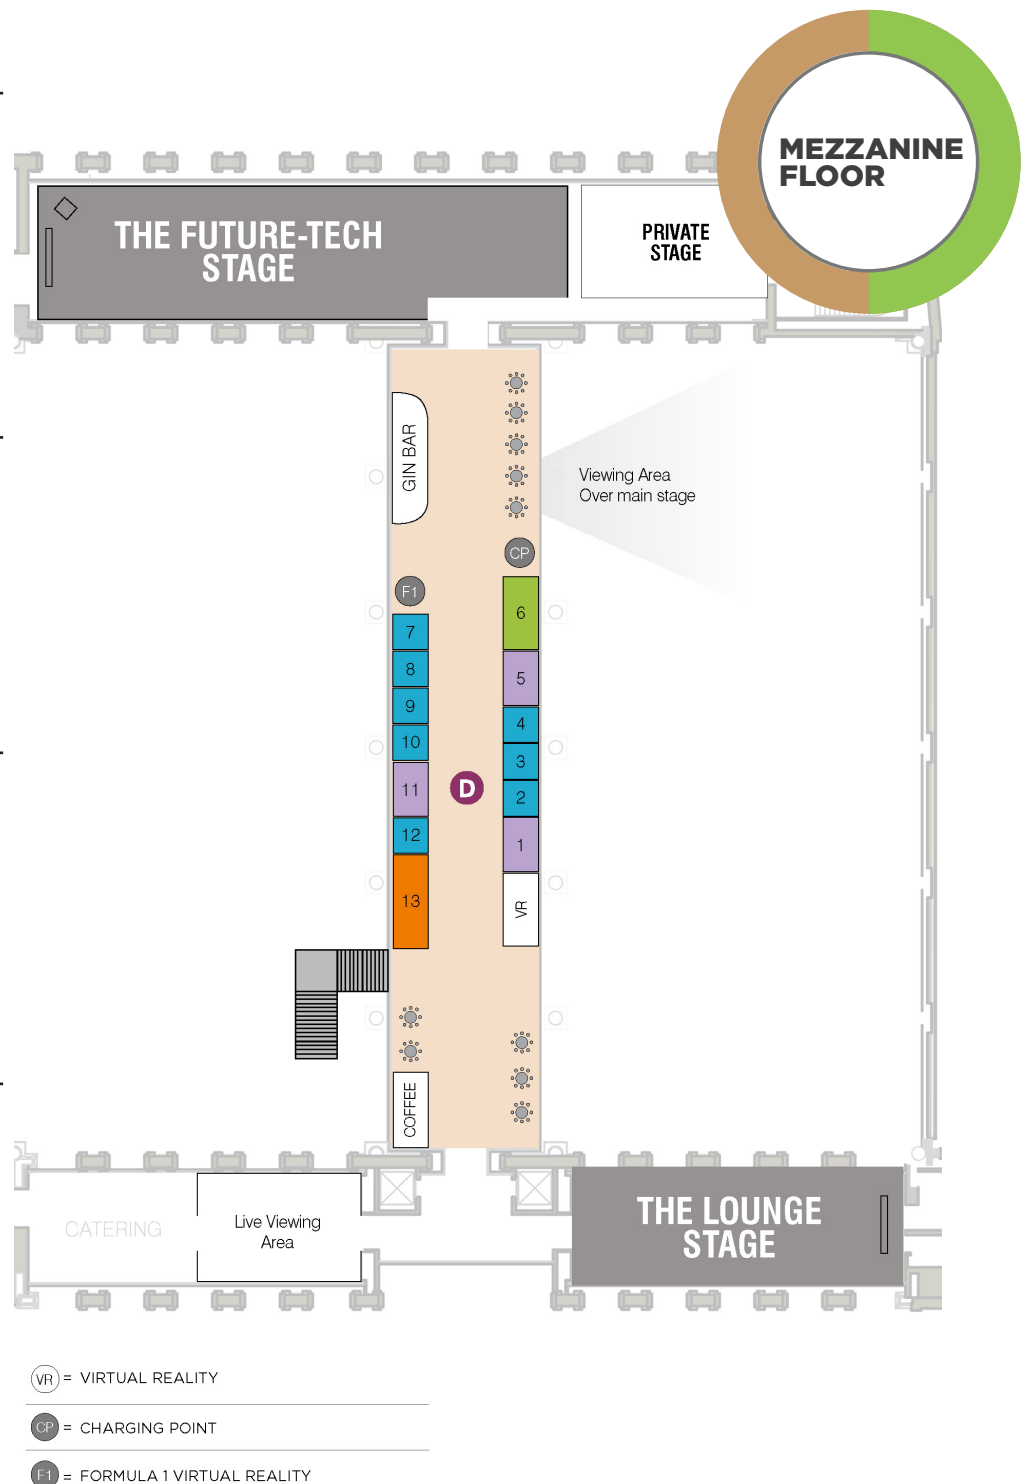 MEZZANINE
FLOOR
THE FUTURE-TECH
STAGE
PRIVATE
STAGE
GIN BAR
Viewing Area
Over main stage
CP
F1
6
7
5
8
9
4
10
3
11
D
2
12
1
13
VR
COFFEE
CATERING
Live Viewing
Area
THE LOUNGE
STAGE
VR = VIRTUAL REALITY
CP = CHARGING POINT
F1 = FORMULA 1 VIRTUAL REALITY